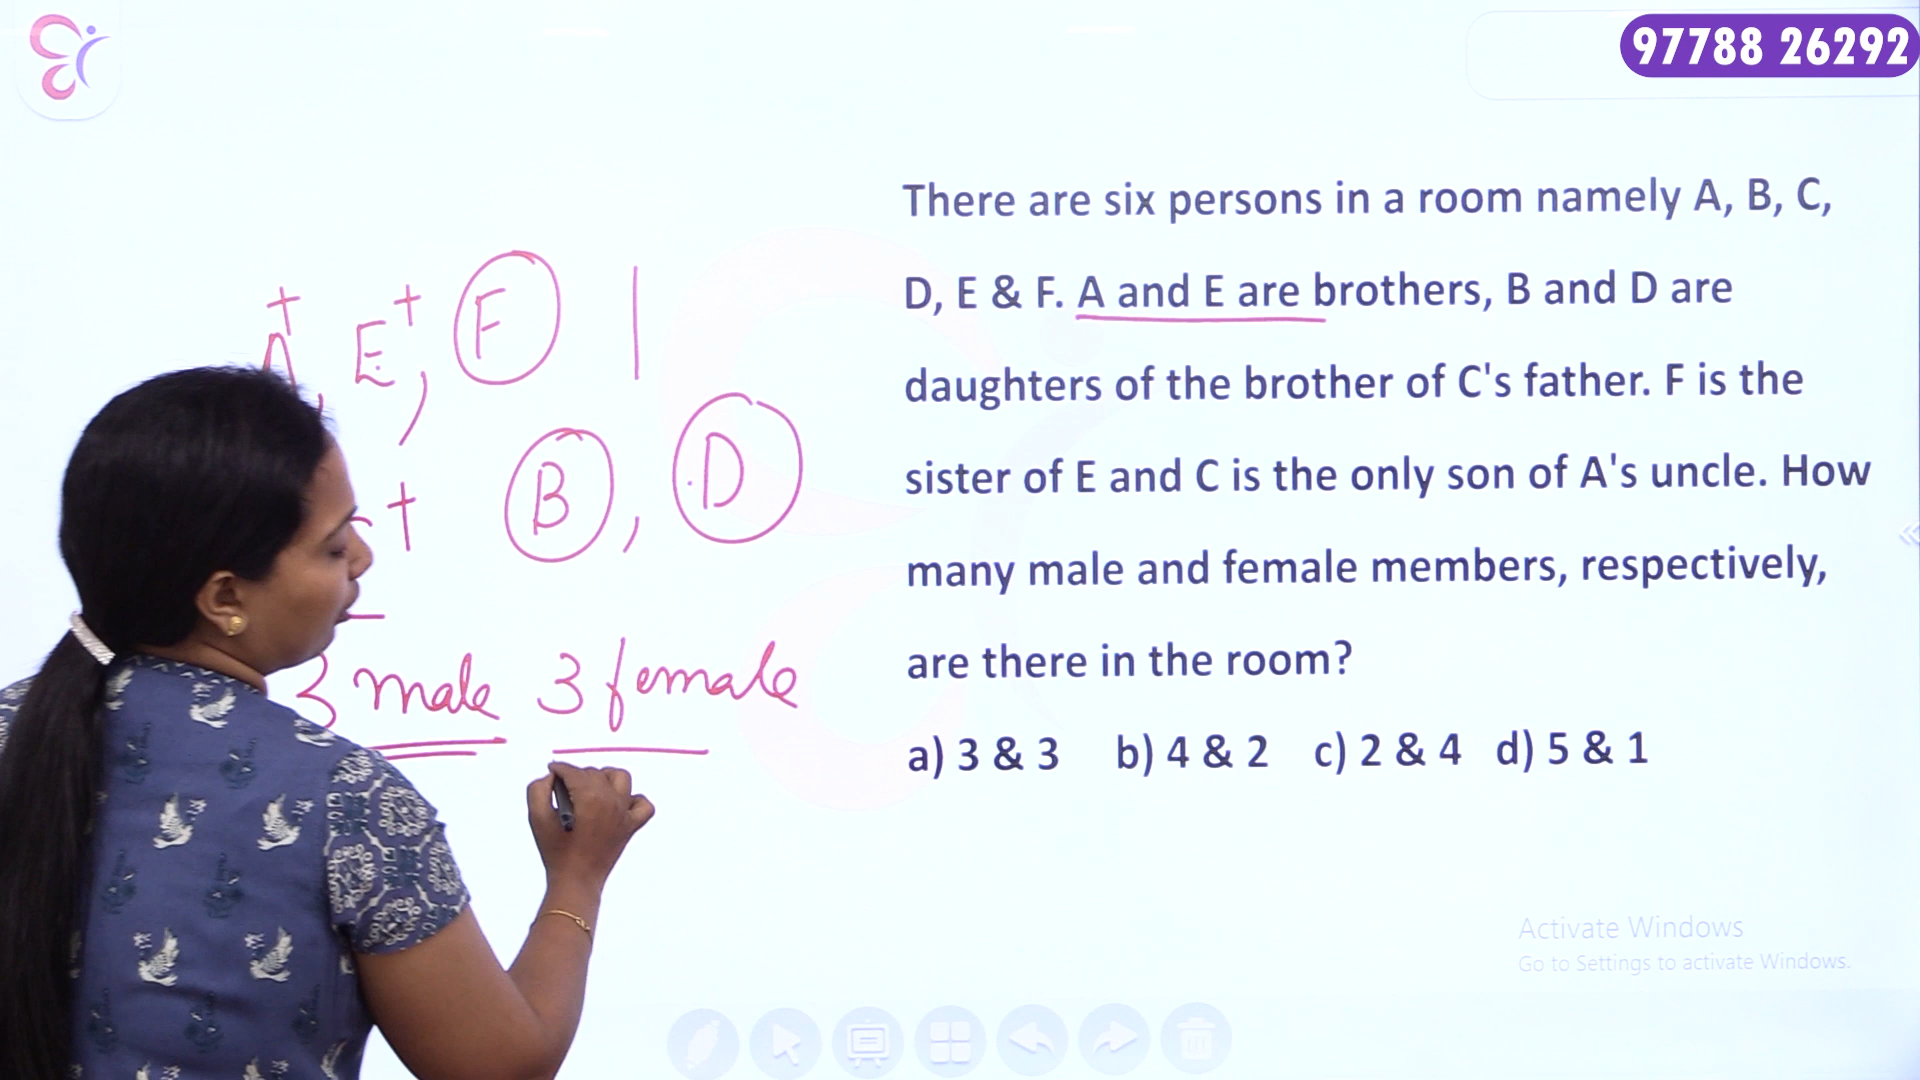 97788 26292
There are six persons in a room namely A, B, C,
D, E & F. A and E are brothers, B and D are
daughters of the brother of C's father. F is the
sister of E and C is the only son of A's uncle. How
many male and female members, respectively,
are there in the room?
a) 3 & 3 b) 4 & 2 c) 2 & 4 d) 5 & 1
+ +
A, E, F |
+ B, D
3 male 3 female
Activate Windows
Go to Settings to activate Windows.